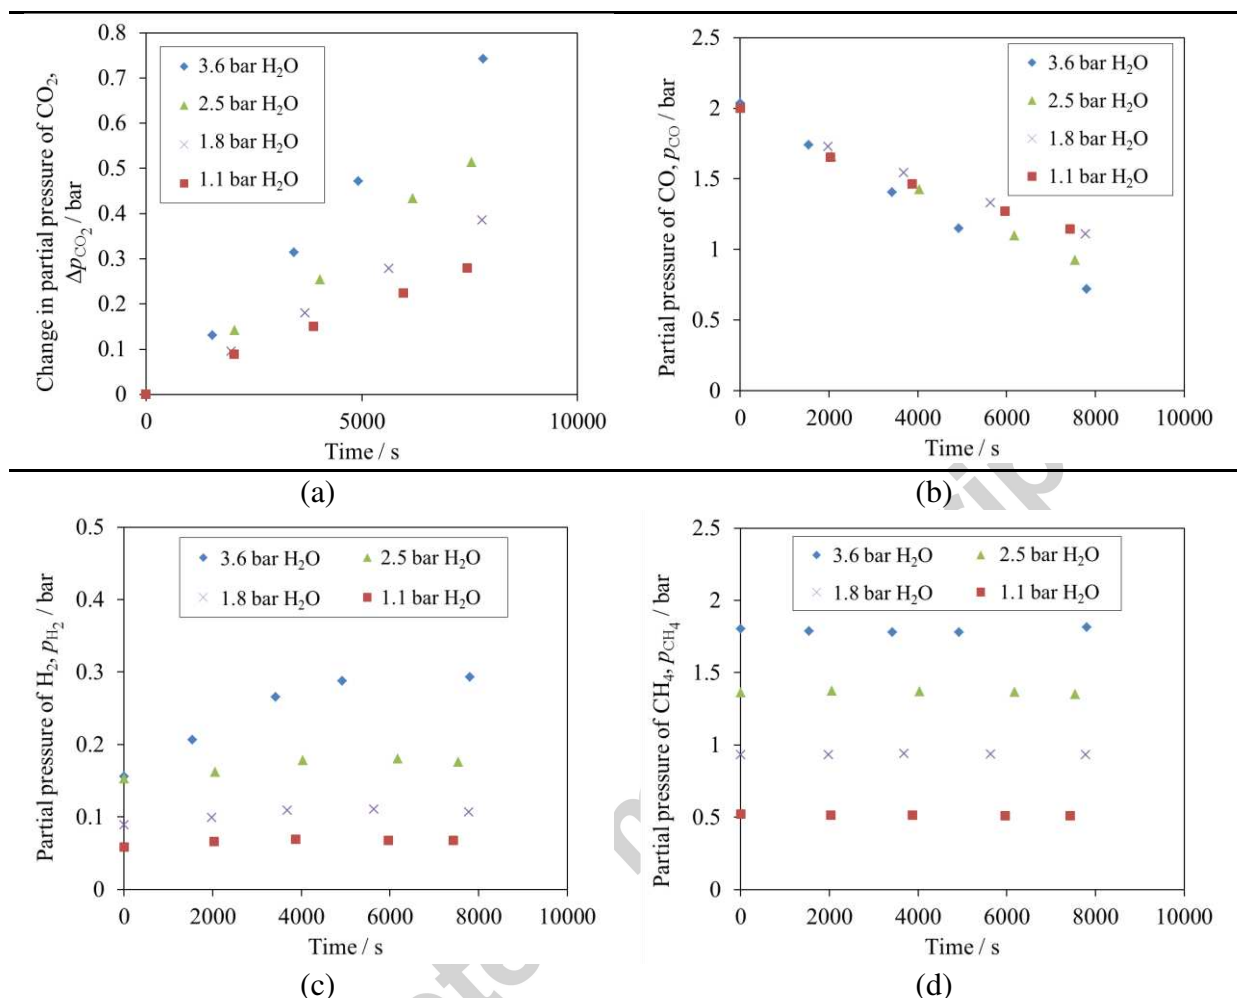 0.8
0.7
0.6
0.5
0.4
0.3
0.2
0.1
0
3.6 bar H₂O
2.5 bar H₂O
1.8 bar H₂O
1.1 bar H₂O
Change in partial pressure of CO₂,
Δp_CO₂ / bar
0 5000 10000
Time / s
(a)
2.5
2
1.5
1
0.5
0
3.6 bar H₂O
2.5 bar H₂O
1.8 bar H₂O
1.1 bar H₂O
Partial pressure of CO, p_CO / bar
0 2000 4000 6000 8000 10000
Time / s
(b)
0.5
0.4
0.3
0.2
0.1
0
3.6 bar H₂O 2.5 bar H₂O
1.8 bar H₂O 1.1 bar H₂O
Partial pressure of H₂, p_H₂ / bar
0 2000 4000 6000 8000 10000
Time / s
(c)
2.5
2
1.5
1
0.5
0
3.6 bar H₂O 2.5 bar H₂O
1.8 bar H₂O 1.1 bar H₂O
Partial pressure of CH₄, p_CH₄ / bar
0 2000 4000 6000 8000 10000
Time / s
(d)